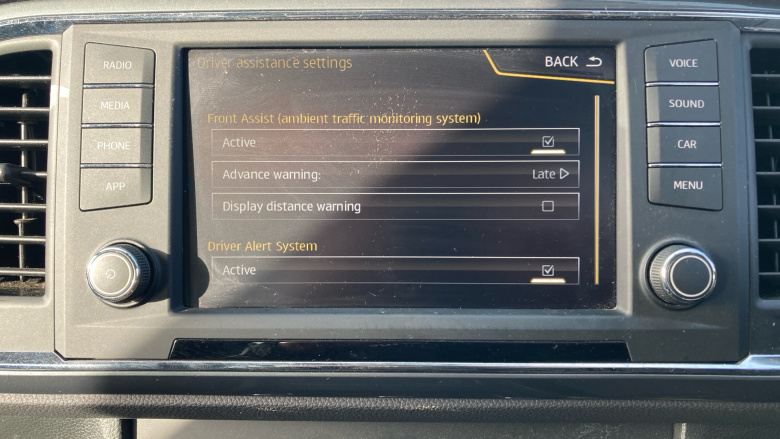 Driver assistance settings
BACK
Front Assist (ambient traffic monitoring system)
Active
Advance warning: Late
Display distance warning
Driver Alert System
Active
RADIO
MEDIA
PHONE
APP
VOICE
SOUND
CAR
MENU